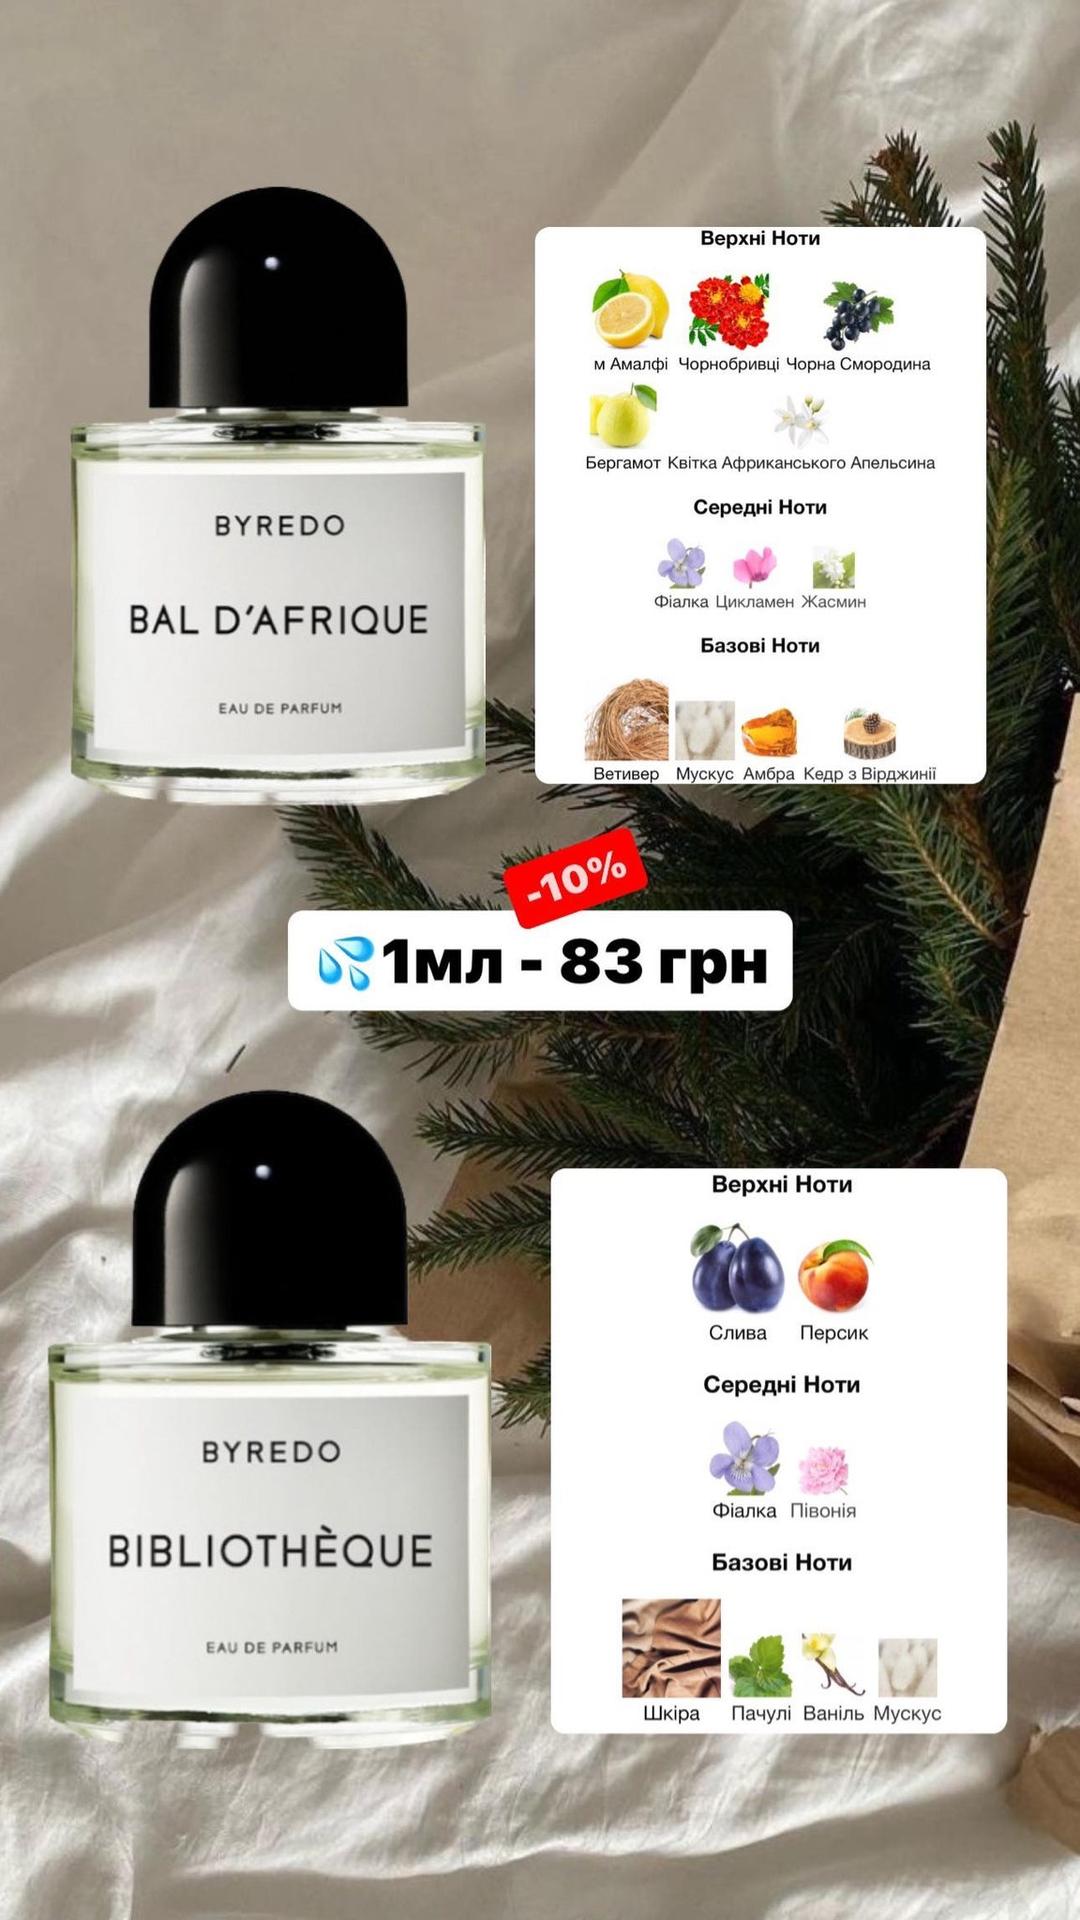 BYREDO
BAL D'AFRIQUE
EAU DE PARFUM
Верхні Ноти
м Амалфі Чорнобривці Чорна Смородина
Бергамот Квітка Африканського Апельсина
Середні Ноти
Фіалка Цикламен Жасмин
Базові Ноти
Ветивер Мускус Амбра Кедр з Вірджинії
-10%
💦1мл - 83 грн
BYREDO
BIBLIOTHÈQUE
EAU DE PARFUM
Верхні Ноти
Слива Персик
Середні Ноти
Фіалка Півонія
Базові Ноти
Шкіра Пачулі Ваніль Мускус